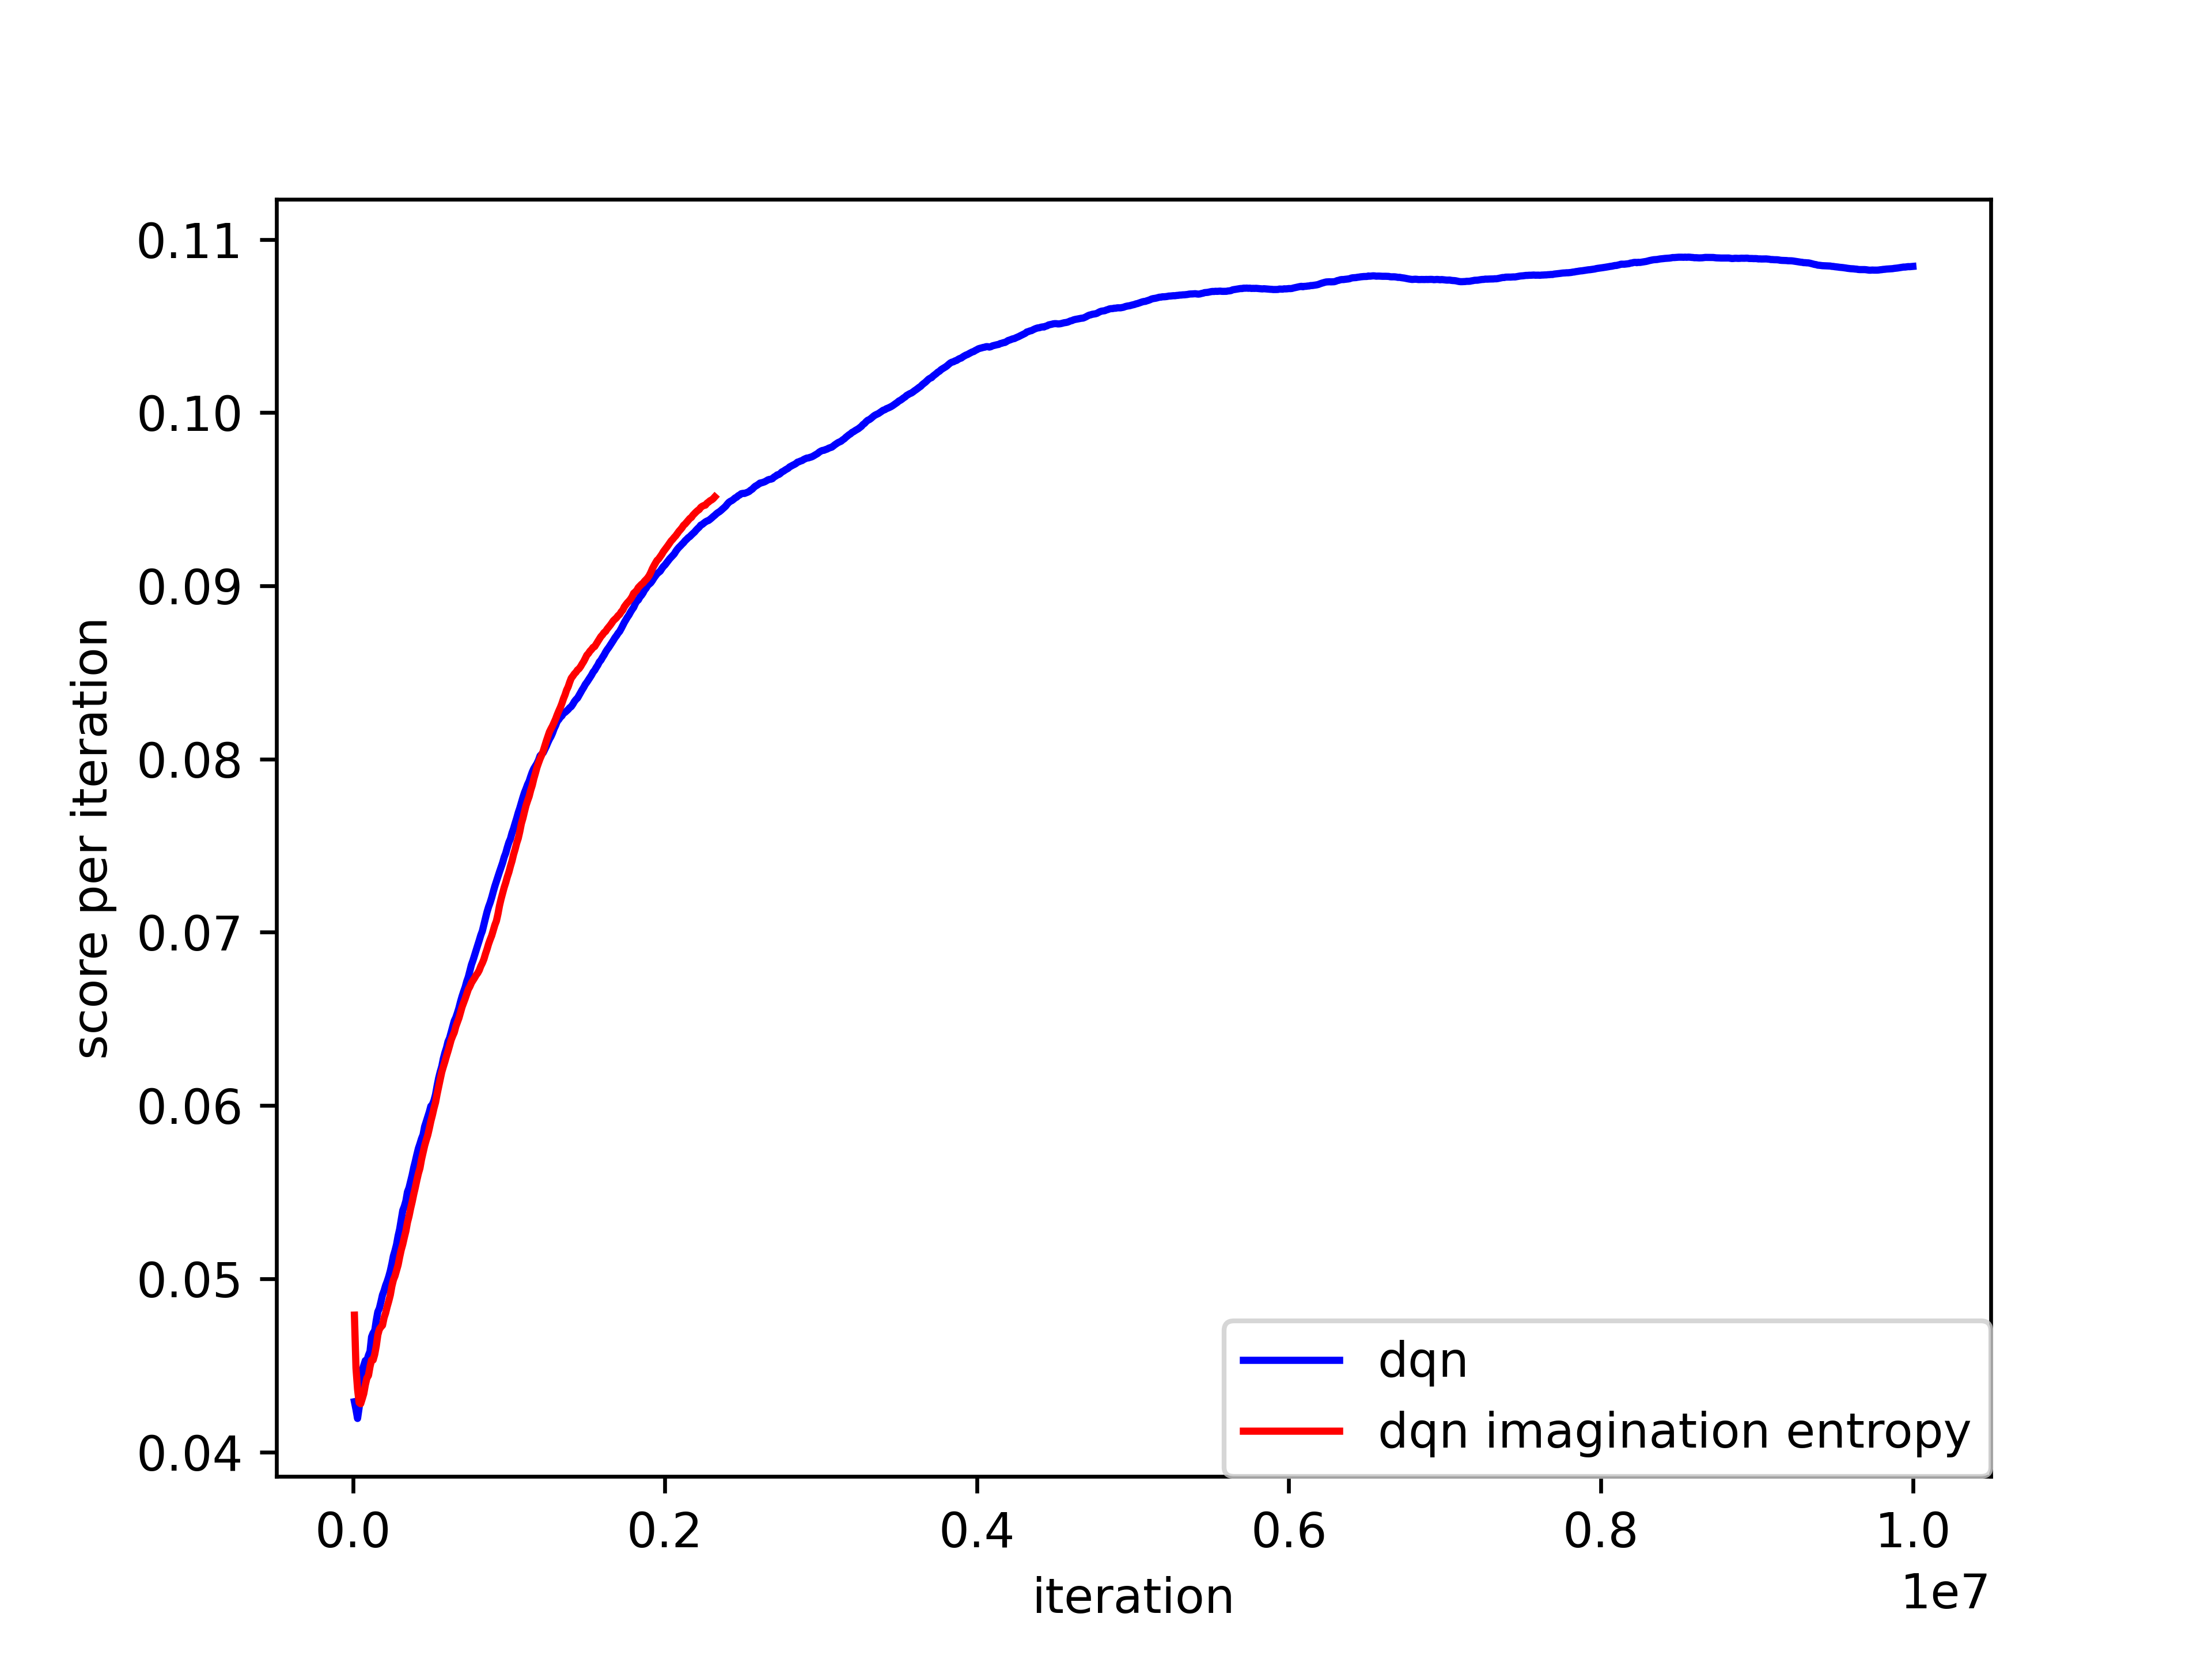 0.11
0.10
0.09
0.08
0.07
0.06
0.05
0.04
score per iteration
dqn
dqn imagination entropy
0.0 0.2 0.4 0.6 0.8 1.0
iteration
1e7